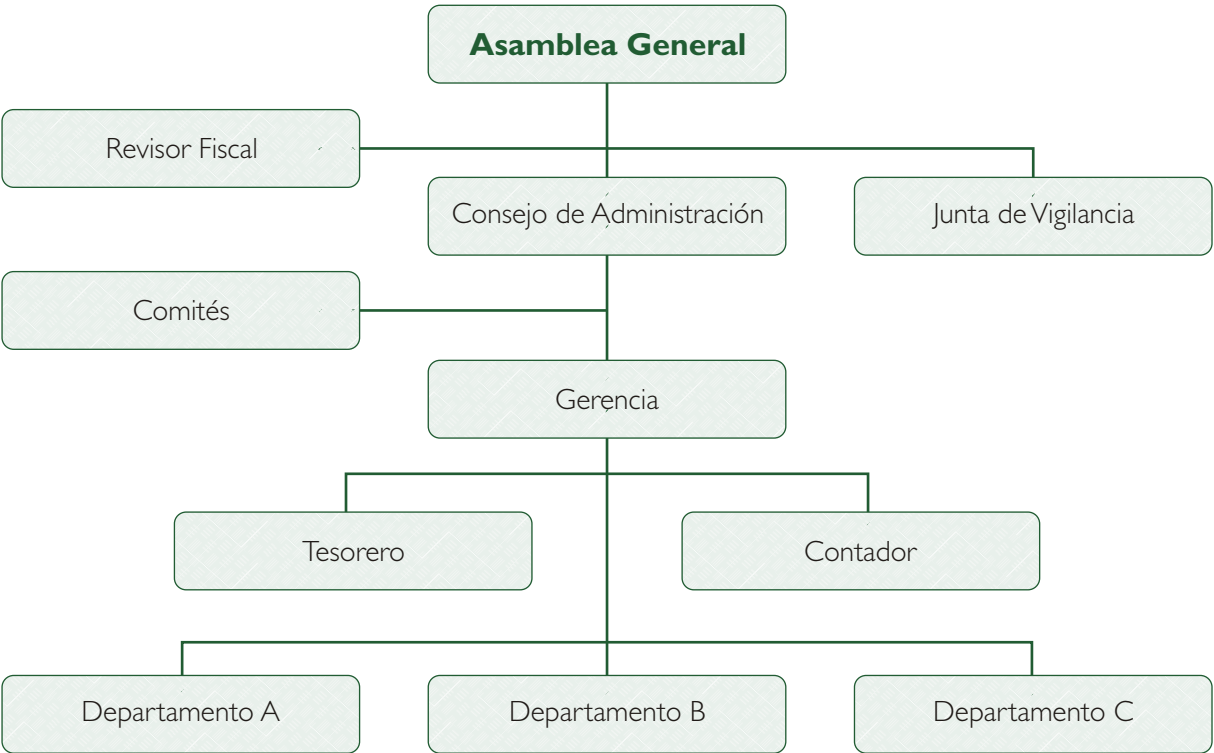 Asamblea General
Revisor Fiscal
Consejo de Administración
Junta de Vigilancia
Comités
Gerencia
Tesorero
Contador
Departamento A
Departamento B
Departamento C